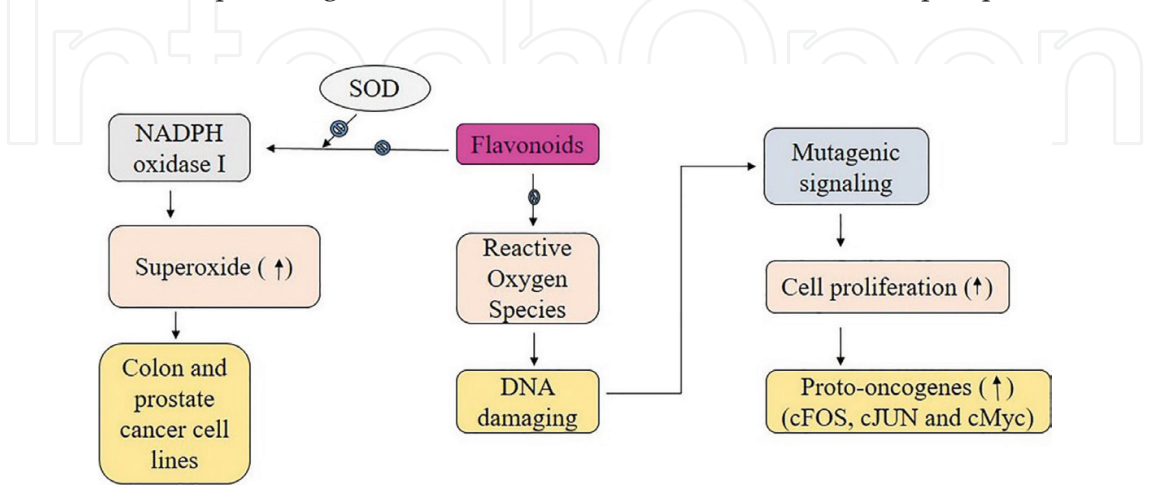 IntechOpen
SOD
NADPH
oxidase I
Flavonoids
Mutagenic
signaling
Superoxide (↑)
Reactive
Oxygen
Species
Cell proliferation (↑)
Colon and
prostate
cancer cell
lines
DNA
damaging
Proto-oncogenes (↑)
(cFOS, cJUN and cMyc)